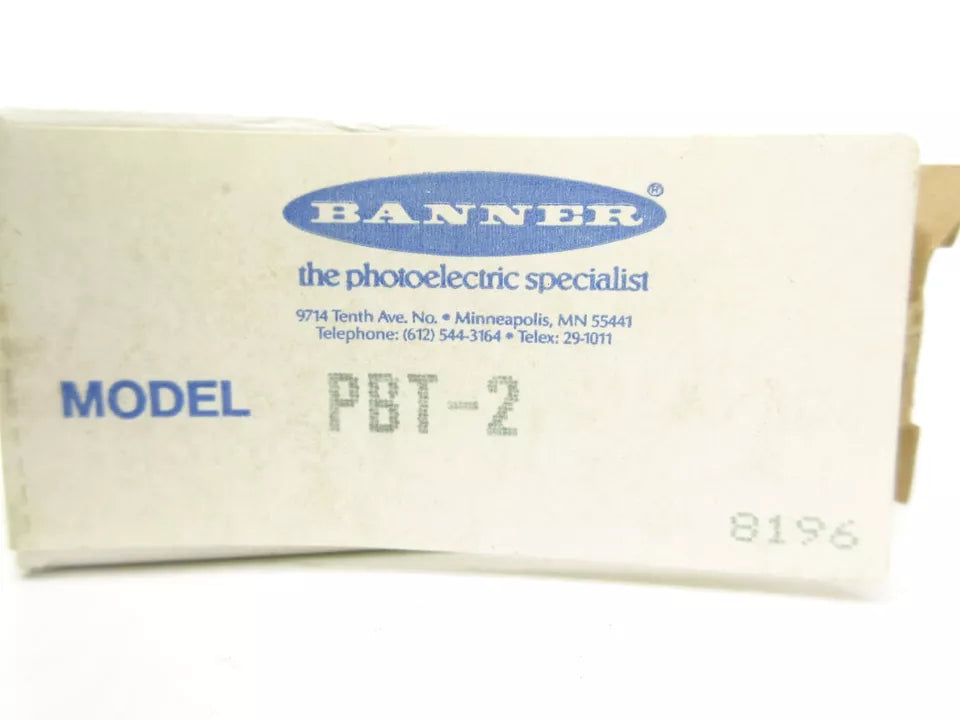 BANNER®
the photoelectric specialist
9714 Tenth Ave. No. • Minneapolis, MN 55441
Telephone: (612) 544-3164 • Telex: 29-1011
MODEL PBT-2
8196